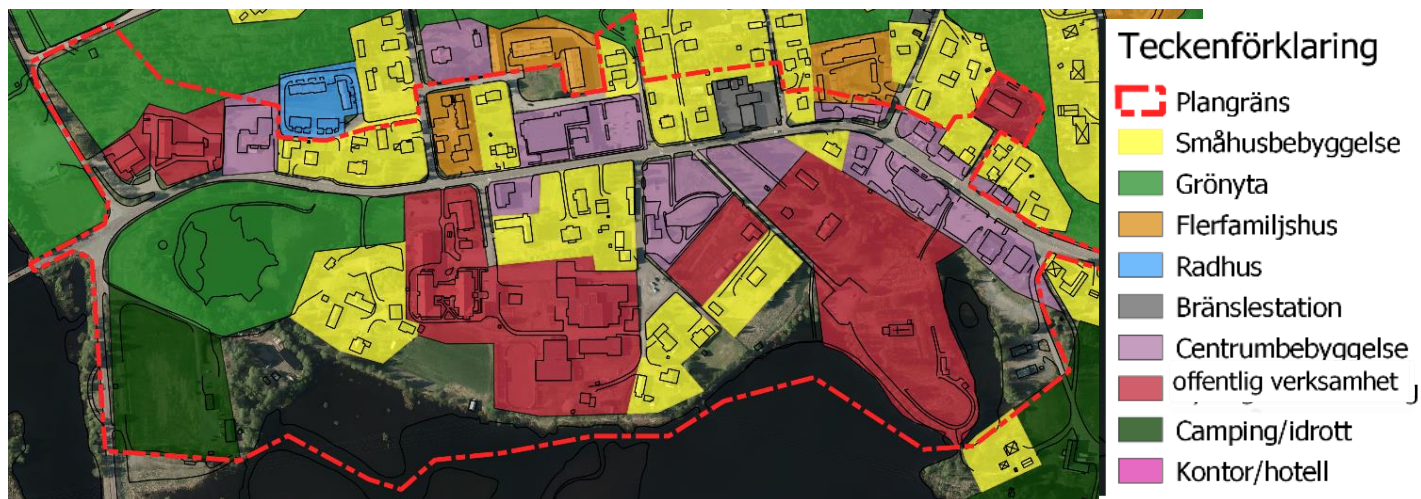 Teckenförklaring
Plangräns
Småhusbebyggelse
Grönyta
Flerfamiljshus
Radhus
Bränslestation
Centrumbebyggelse
offentlig verksamhet
Camping/idrott
Kontor/hotell